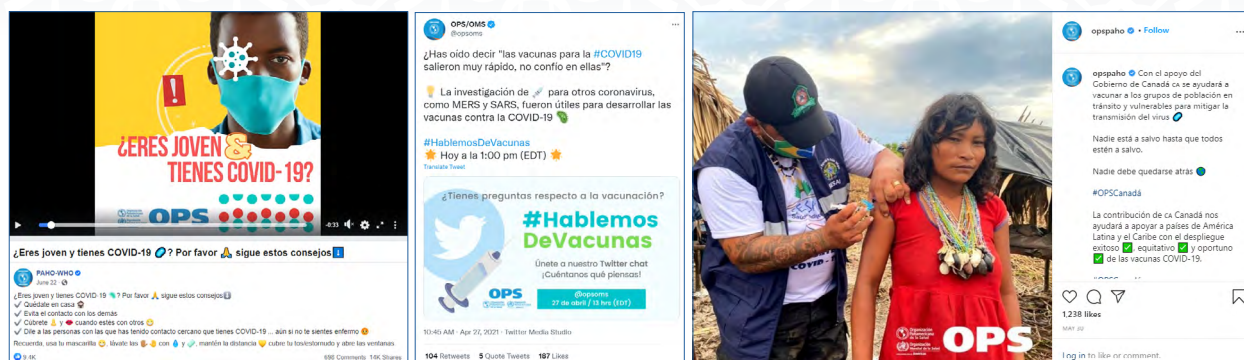 ¿ERES JOVEN &
TIENES COVID-19?
OPS
-0:33
¿Eres joven y tienes COVID-19 ? Por favor sigue estos consejos
PAHO-WHO
June 22
¿Eres joven y tienes COVID-19 ? Por favor sigue estos consejos
Quédate en casa
Evita el contacto con los demás
Cúbrete y cuando estés con otros
Dile a las personas con las que has tenido contacto cercano que tienes COVID-19 ... aún si no te sientes enfermo
Recuerda, usa tu mascarilla , lávate las con y , mantén la distancia cubre tu tos/estornudo y abre las ventanas
9.4K
690 Comments 14K Shares
OPS/OMS
@opsoms
¿Has oído decir "las vacunas para la #COVID19
salieron muy rápido, no confío en ellas"?
La investigación de para otros coronavirus,
como MERS y SARS, fueron útiles para desarrollar las
vacunas contra la COVID-19
#HablemosDeVacunas
Hoy a la 1:00 pm (EDT)
Translate Tweet
¿Tienes preguntas respecto a la vacunación?
#Hablemos
DeVacunas
Únete a nuestro Twitter chat
¡Cuéntanos qué piensas!
OPS
@opsoms
27 de abril / 13 hrs (EDT)
10:45 AM · Apr 27, 2021 · Twitter Media Studio
104 Retweets 5 Quote Tweets 187 Likes
Organización
Panamericana
de la Salud
OPS
opspaho • Follow
opspaho Con el apoyo del
Gobierno de Canadá CA se ayudará a
vacunar a los grupos de población en
tránsito y vulnerables para mitigar la
transmisión del virus
Nadie está a salvo hasta que todos
estén a salvo.
Nadie debe quedarse atrás
#OPSCanadá
La contribución de CA Canadá nos
ayudará a apoyar a países de América
Latina y el Caribe con el despliegue
exitoso , equitativo y oportuno
de las vacunas COVID-19.
1,238 likes
MAY 20
Log in to like or comment.